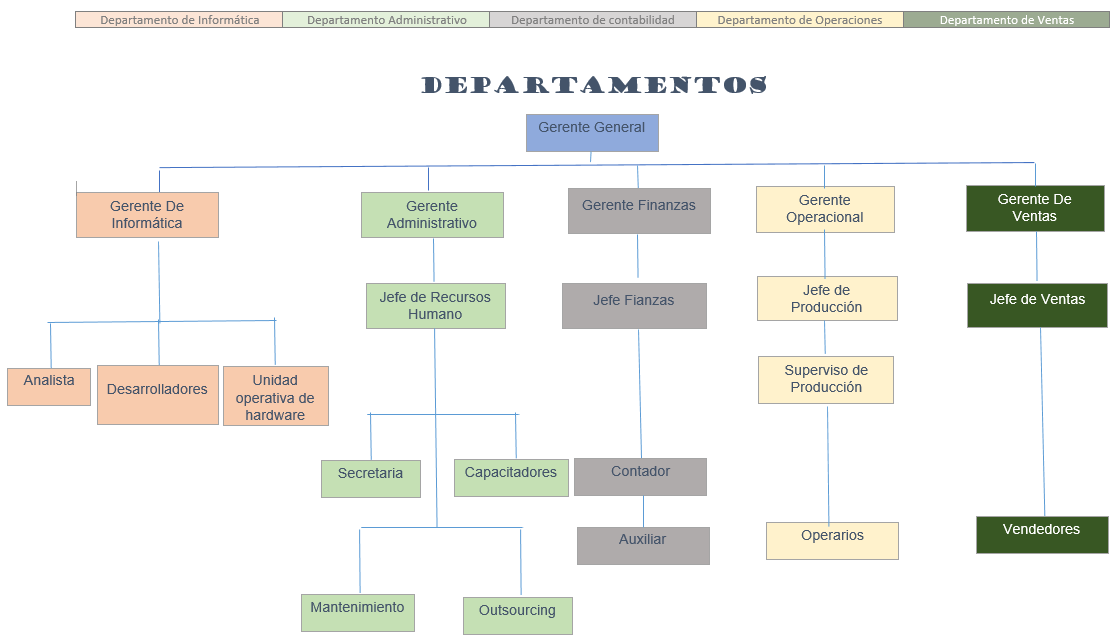 Departamento de Informática
Departamento Administrativo
Departamento de contabilidad
Departamento de Operaciones
Departamento de Ventas
DEPARTAMENTOS
Gerente General
Gerente De
Informática
Gerente
Administrativo
Gerente Finanzas
Gerente
Operacional
Gerente De
Ventas
Jefe de Recursos
Humano
Jefe Fianzas
Jefe de
Producción
Jefe de Ventas
Analista
Desarrolladores
Unidad
operativa de
hardware
Superviso de
Producción
Secretaria
Capacitadores
Contador
Auxiliar
Operarios
Vendedores
Mantenimiento
Outsourcing